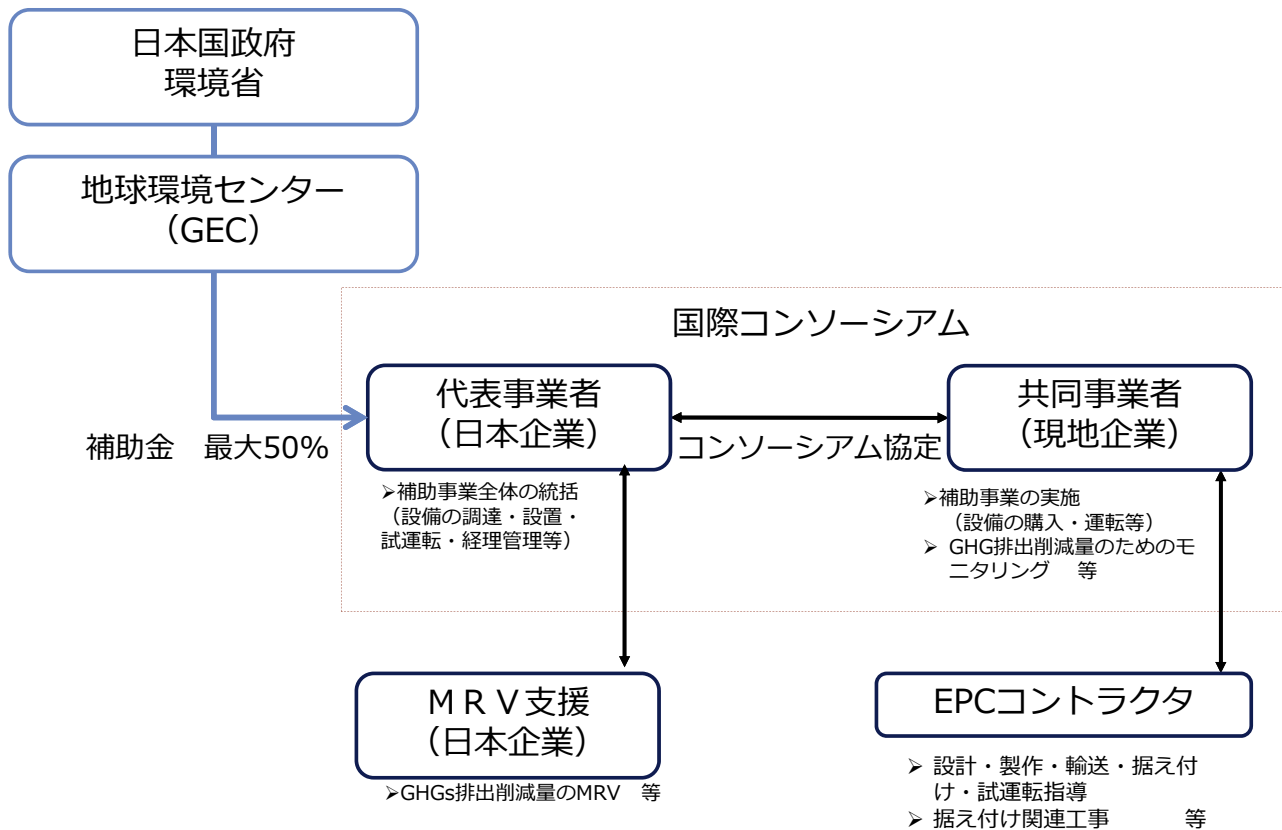 日本国政府
環境省
地球環境センター
（GEC）
国際コンソーシアム
代表事業者
（日本企業）
共同事業者
（現地企業）
補助金　最大50%
コンソーシアム協定
➢補助事業全体の統括
（設備の調達・設置・
試運転・経理管理等）
➢補助事業の実施
（設備の購入・運転等）
➢ GHG排出削減量のためのモ
ニタリング　等
ＭＲＶ支援
（日本企業）
➢GHGs排出削減量のMRV　等
EPCコントラクタ
➢ 設計・製作・輸送・据え付
け・試運転指導
➢ 据え付け関連工事　　　等